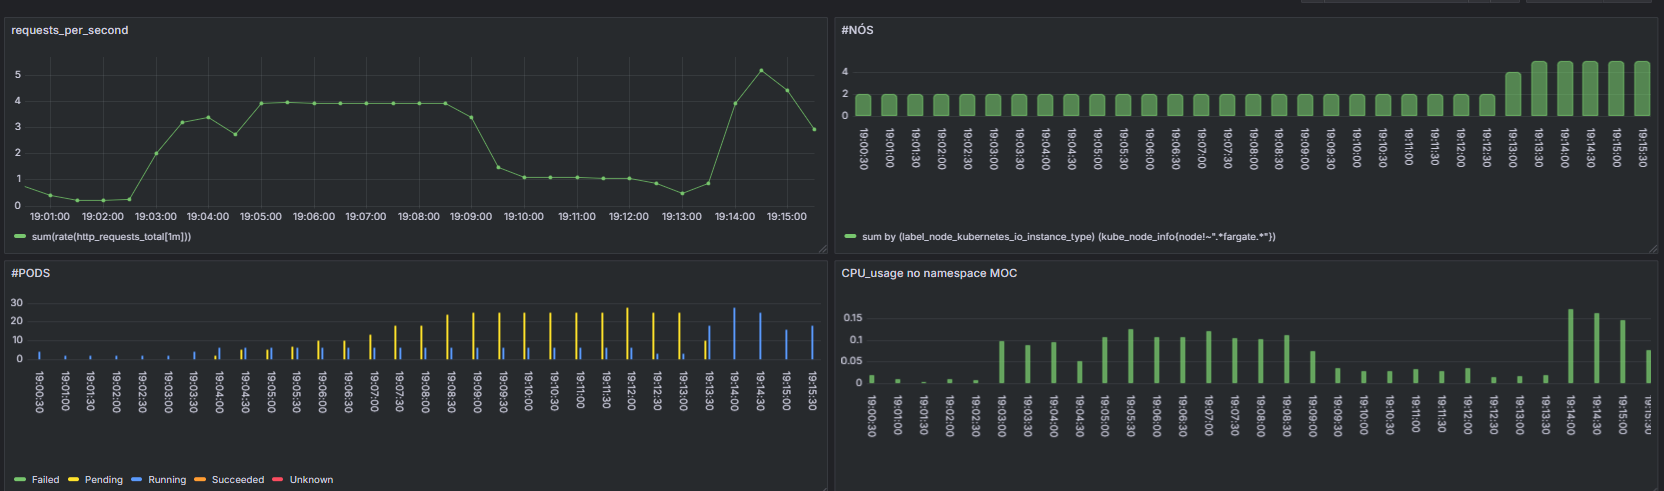 requests_per_second
5
4
3
2
1
0
19:01:00 19:02:00 19:03:00 19:04:00 19:05:00 19:06:00 19:07:00 19:08:00 19:09:00 19:10:00 19:11:00 19:12:00 19:13:00 19:14:00 19:15:00
sum(rate(http_requests_total[1m]))
#NÓS
4
2
0
19:00:30 19:01:00 19:01:30 19:02:00 19:02:30 19:03:00 19:03:30 19:04:00 19:04:30 19:05:00 19:05:30 19:06:00 19:06:30 19:07:00 19:07:30 19:08:00 19:08:30 19:09:00 19:09:30 19:10:00 19:10:30 19:11:00 19:11:30 19:12:00 19:12:30 19:13:00 19:13:30 19:14:00 19:14:30 19:15:00 19:15:30
sum by (label_node_kubernetes_io_instance_type) (kube_node_info{node!~".*fargate.*"})
#PODS
30
20
10
0
19:00:30 19:01:00 19:01:30 19:02:00 19:02:30 19:03:00 19:03:30 19:04:00 19:04:30 19:05:00 19:05:30 19:06:00 19:06:30 19:07:00 19:07:30 19:08:00 19:08:30 19:09:00 19:09:30 19:10:00 19:10:30 19:11:00 19:11:30 19:12:00 19:12:30 19:13:00 19:13:30 19:14:00 19:14:30 19:15:00 19:15:30
Failed Pending Running Succeeded Unknown
CPU_usage no namespace MOC
0.15
0.1
0.05
0
19:00:30 19:01:00 19:01:30 19:02:00 19:02:30 19:03:00 19:03:30 19:04:00 19:04:30 19:05:00 19:05:30 19:06:00 19:06:30 19:07:00 19:07:30 19:08:00 19:08:30 19:09:00 19:09:30 19:10:00 19:10:30 19:11:00 19:11:30 19:12:00 19:12:30 19:13:00 19:13:30 19:14:00 19:14:30 19:15:00 19:15:30